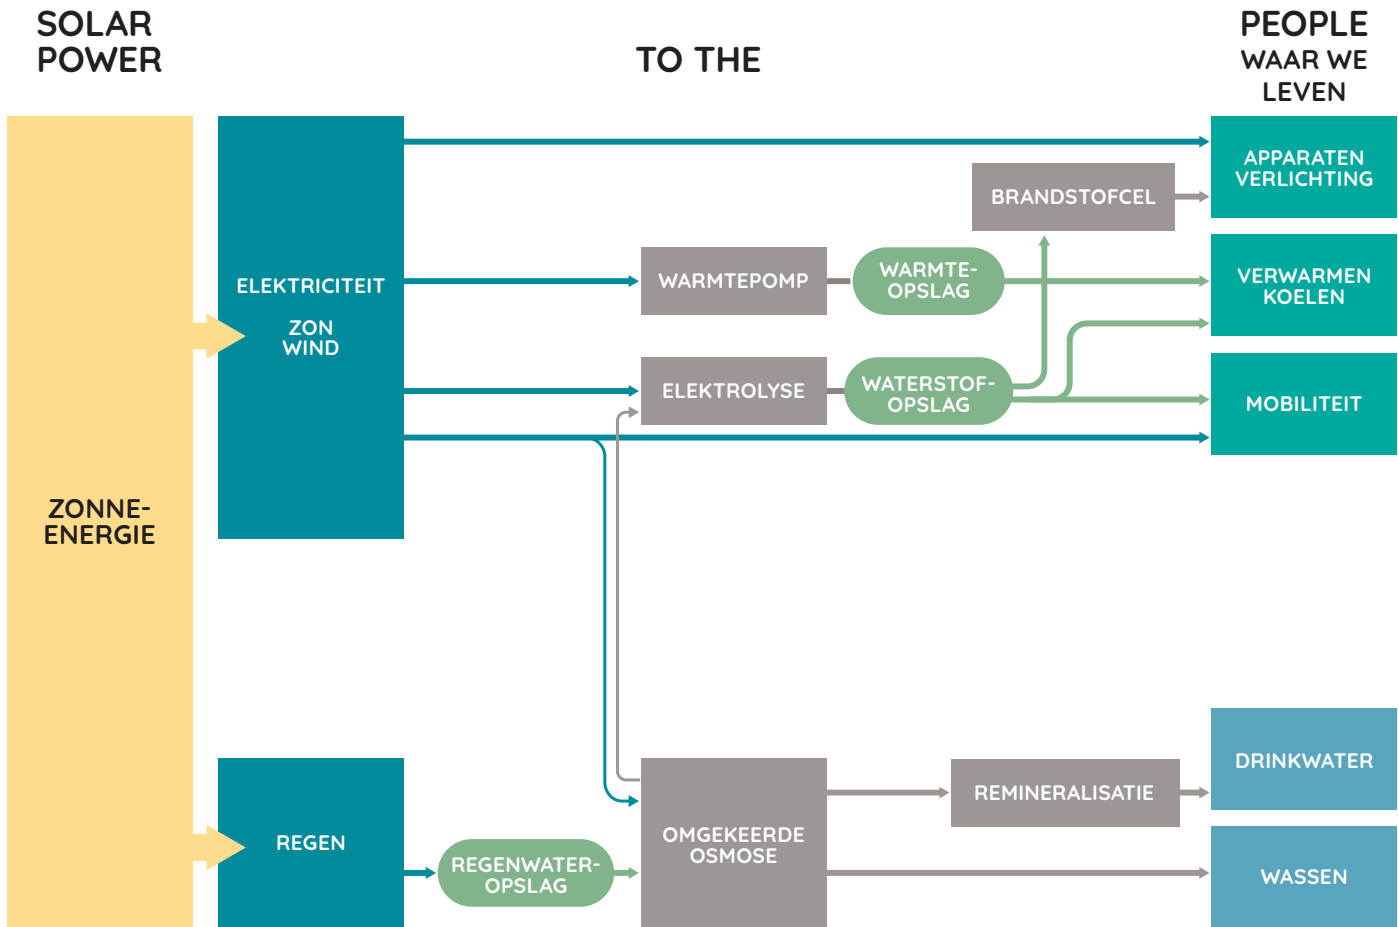 SOLAR
POWER
TO THE
PEOPLE
WAAR WE
LEVEN
ZONNE-
ENERGIE
ELEKTRICITEIT
ZON
WIND
WARMTEPOMP
WARMTE-
OPSLAG
ELEKTROLYSE
WATERSTOF-
OPSLAG
BRANDSTOFCEL
APPARATEN
VERLICHTING
VERWARMEN
KOELEN
MOBILITEIT
REGEN
REGENWATER-
OPSLAG
OMGEKEERDE
OSMOSE
REMINERALISATIE
DRINKWATER
WASSEN